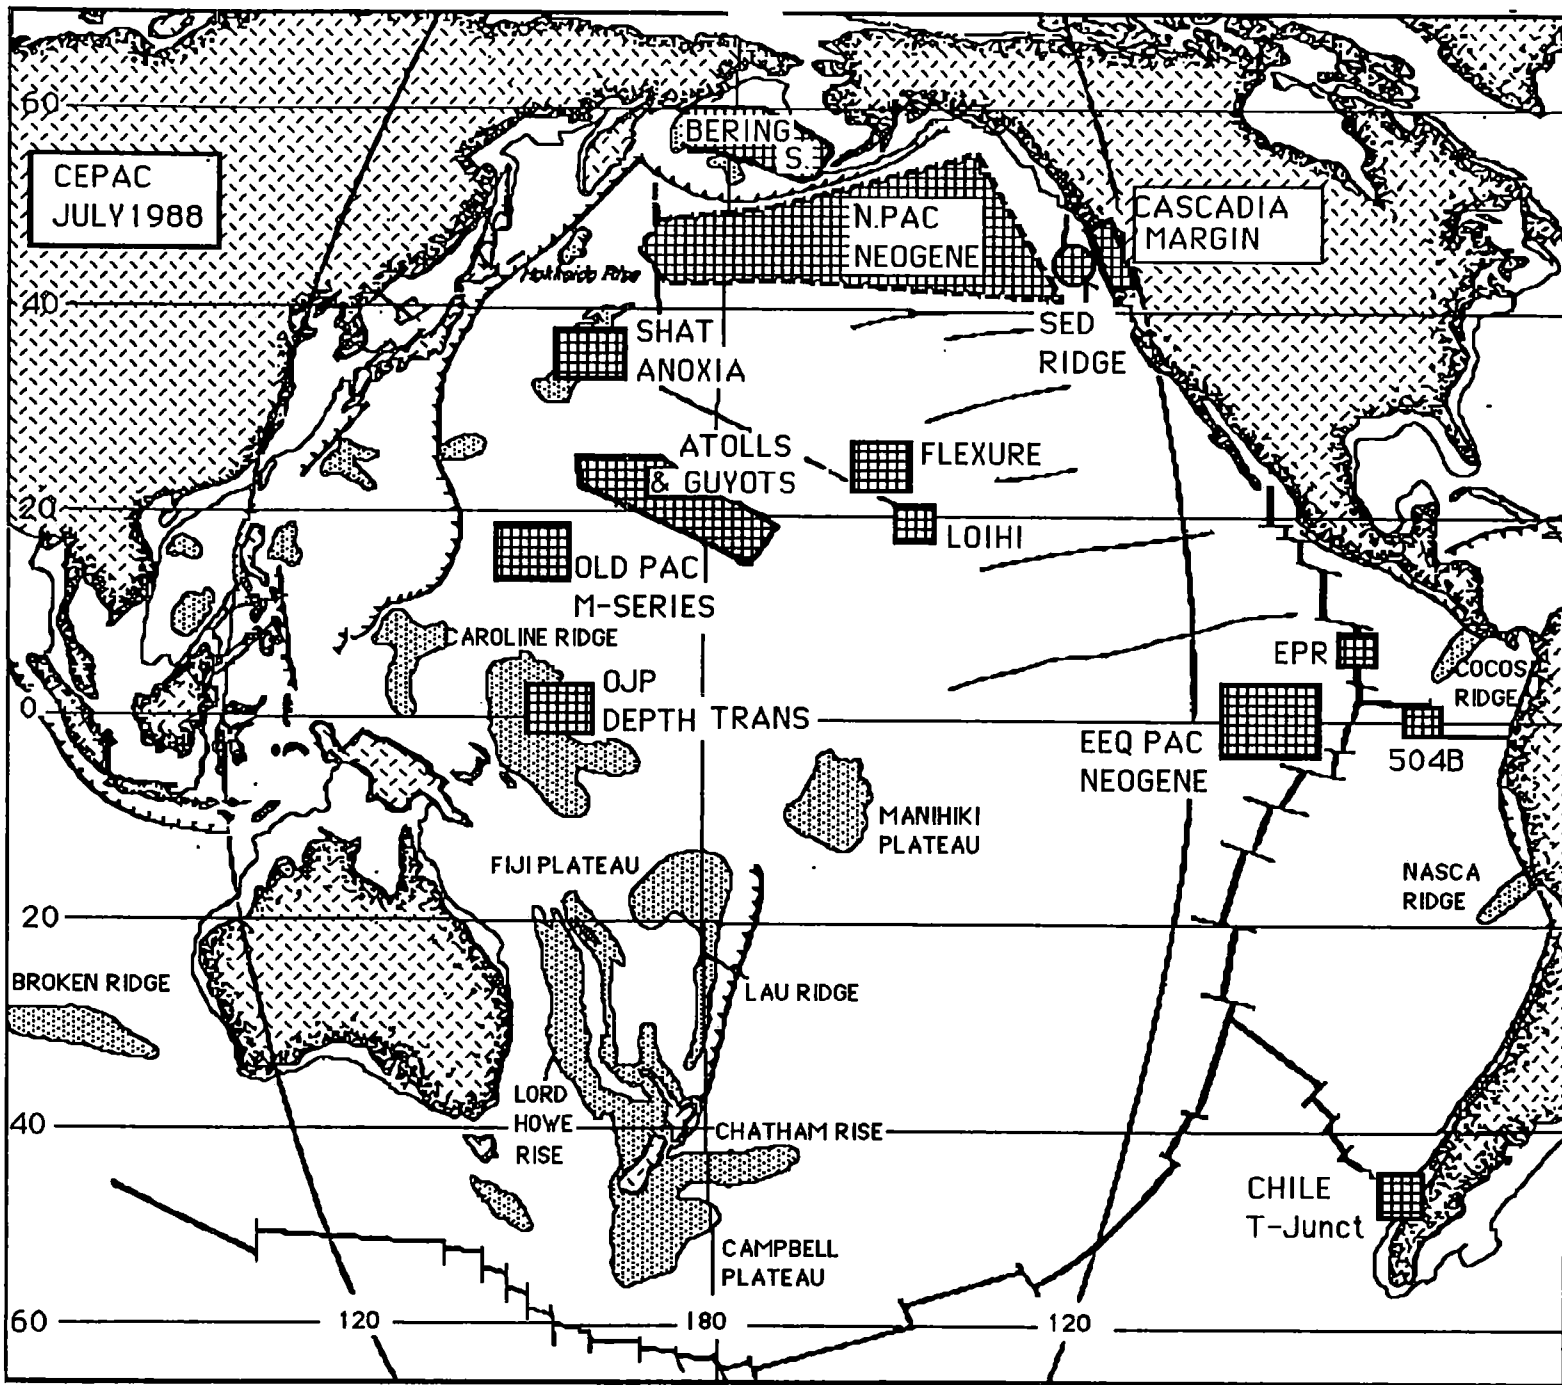 60
BERING
S.
CEPAC
JULY 1988
N.PAC
NEOGENE
CASCADIA
MARGIN
Hokkaido Rise
40
SHAT
ANOXIA
SED
RIDGE
ATOLLS
& GUYOTS
FLEXURE
20
LOIHI
OLD PAC
M-SERIES
CAROLINE RIDGE
EPR
COCOS
RIDGE
OJP
DEPTH TRANS
0
EEQ PAC
NEOGENE
504B
MANIHIKI
PLATEAU
FIJI PLATEAU
NASCA
RIDGE
20
BROKEN RIDGE
LAU RIDGE
LORD
HOWE
RISE
40
CHATHAM RISE
CHILE
T-Junct
CAMPBELL
PLATEAU
60
120
180
120